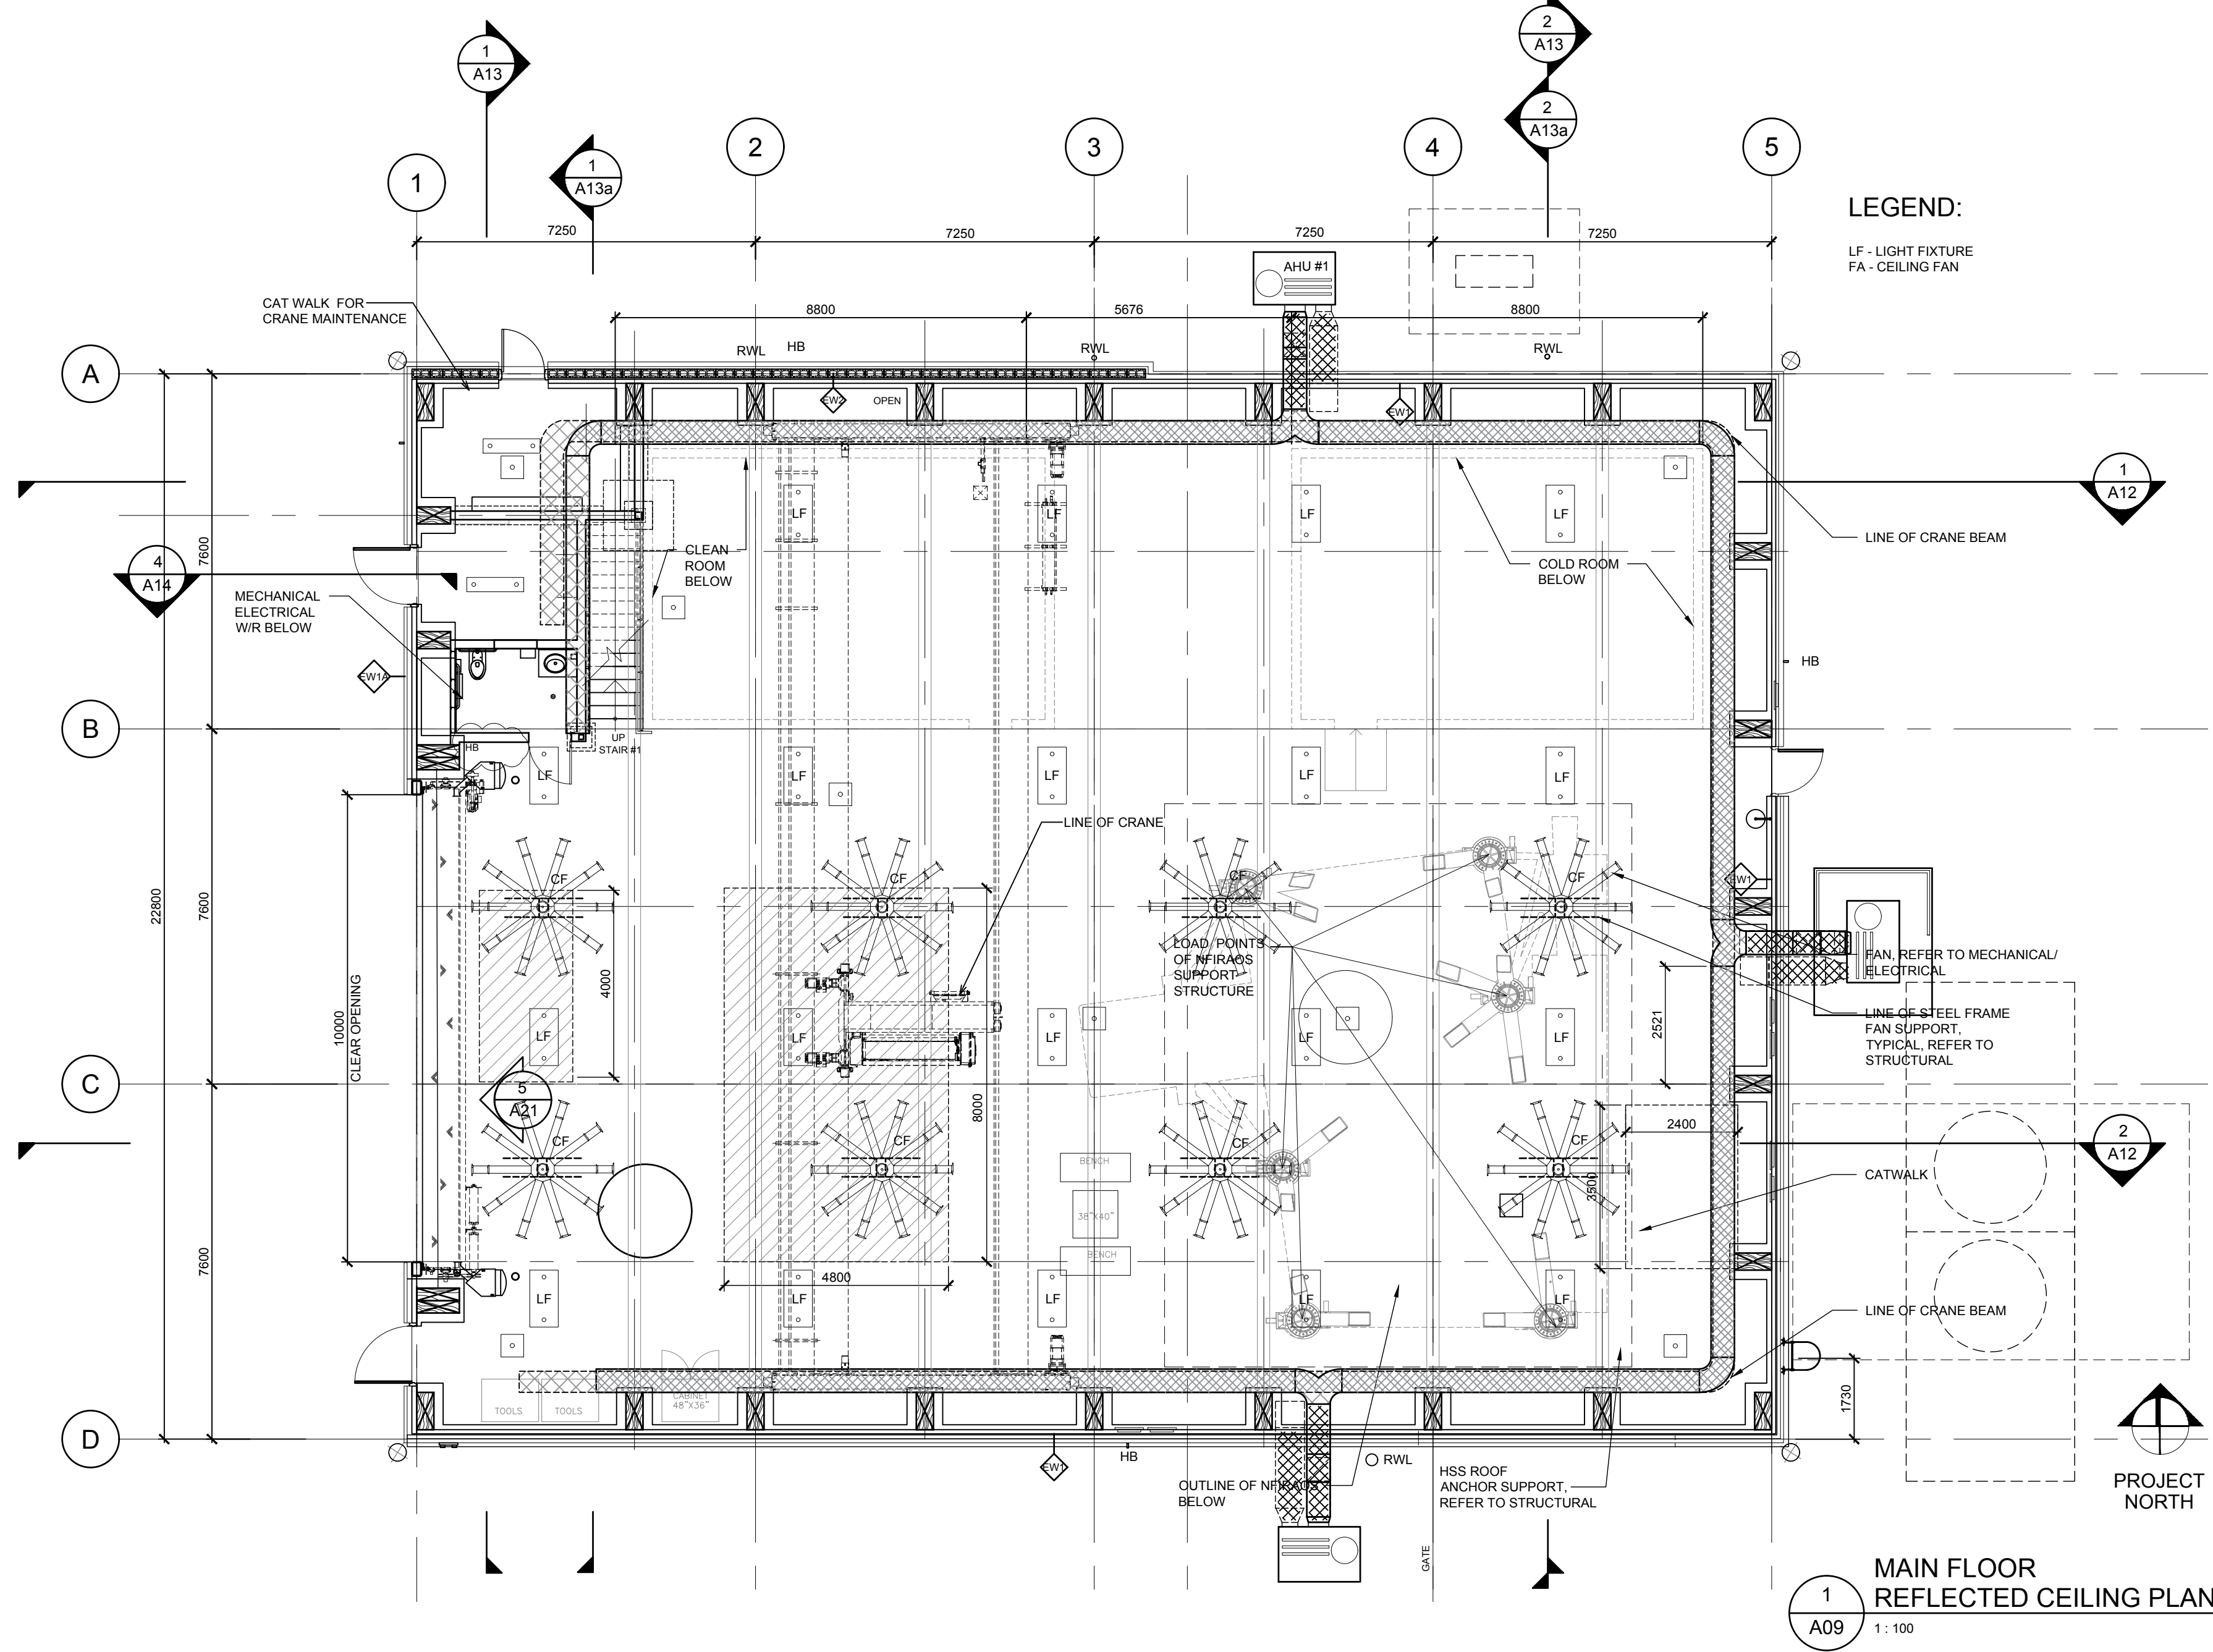 2
A13
1
A13
2
A13a
1
A13a
1
2
3
4
5
LEGEND:
7250
7250
7250
7250
LF - LIGHT FIXTURE
FA - CEILING FAN
AHU #1
CAT WALK FOR
CRANE MAINTENANCE
8800
5676
8800
RWL
HB
RWL
RWL
A
EW2
OPEN
EW1
1
A12
LF
LF
LF
LF
LINE OF CRANE BEAM
7600
CLEAN
ROOM
BELOW
COLD ROOM
BELOW
4
A14
MECHANICAL
ELECTRICAL
W/R BELOW
HB
EW1A
B
UP
STAIR #1
HB
LF
LF
LF
LF
LF
LINE OF CRANE
CF
CF
CF
CF
EW1
22800
7600
LOAD POINTS
OF NFIRAOS
SUPPORT
STRUCTURE
FAN, REFER TO MECHANICAL/
ELECTRICAL
4000
10000
CLEAR OPENING
LF
LF
LF
LF
LF
2521
LINE OF STEEL FRAME
FAN SUPPORT,
TYPICAL, REFER TO
STRUCTURAL
C
5
A21
8000
2400
2
A12
CF
CF
CF
CF
BENCH
3500
CATWALK
38"X40"
BENCH
7600
4800
LF
LF
LF
LF
LF
LINE OF CRANE BEAM
TOOLS
TOOLS
CABINET
48"X36"
1730
D
EW1
HB
RWL
OUTLINE OF NFIRAOS
BELOW
HSS ROOF
ANCHOR SUPPORT,
REFER TO STRUCTURAL
PROJECT
NORTH
GATE
MAIN FLOOR
REFLECTED CEILING PLAN
1
A09
1 : 100